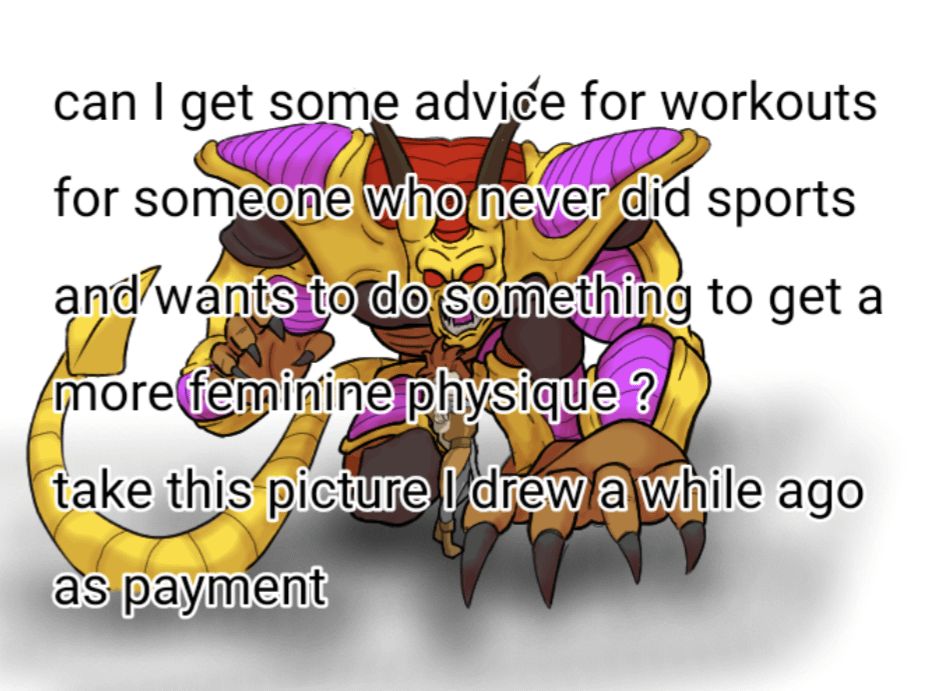 can I get some advice for workouts
for someone who never did sports
and wants to do something to get a
more feminine physique ?
take this picture I drew a while ago
as payment